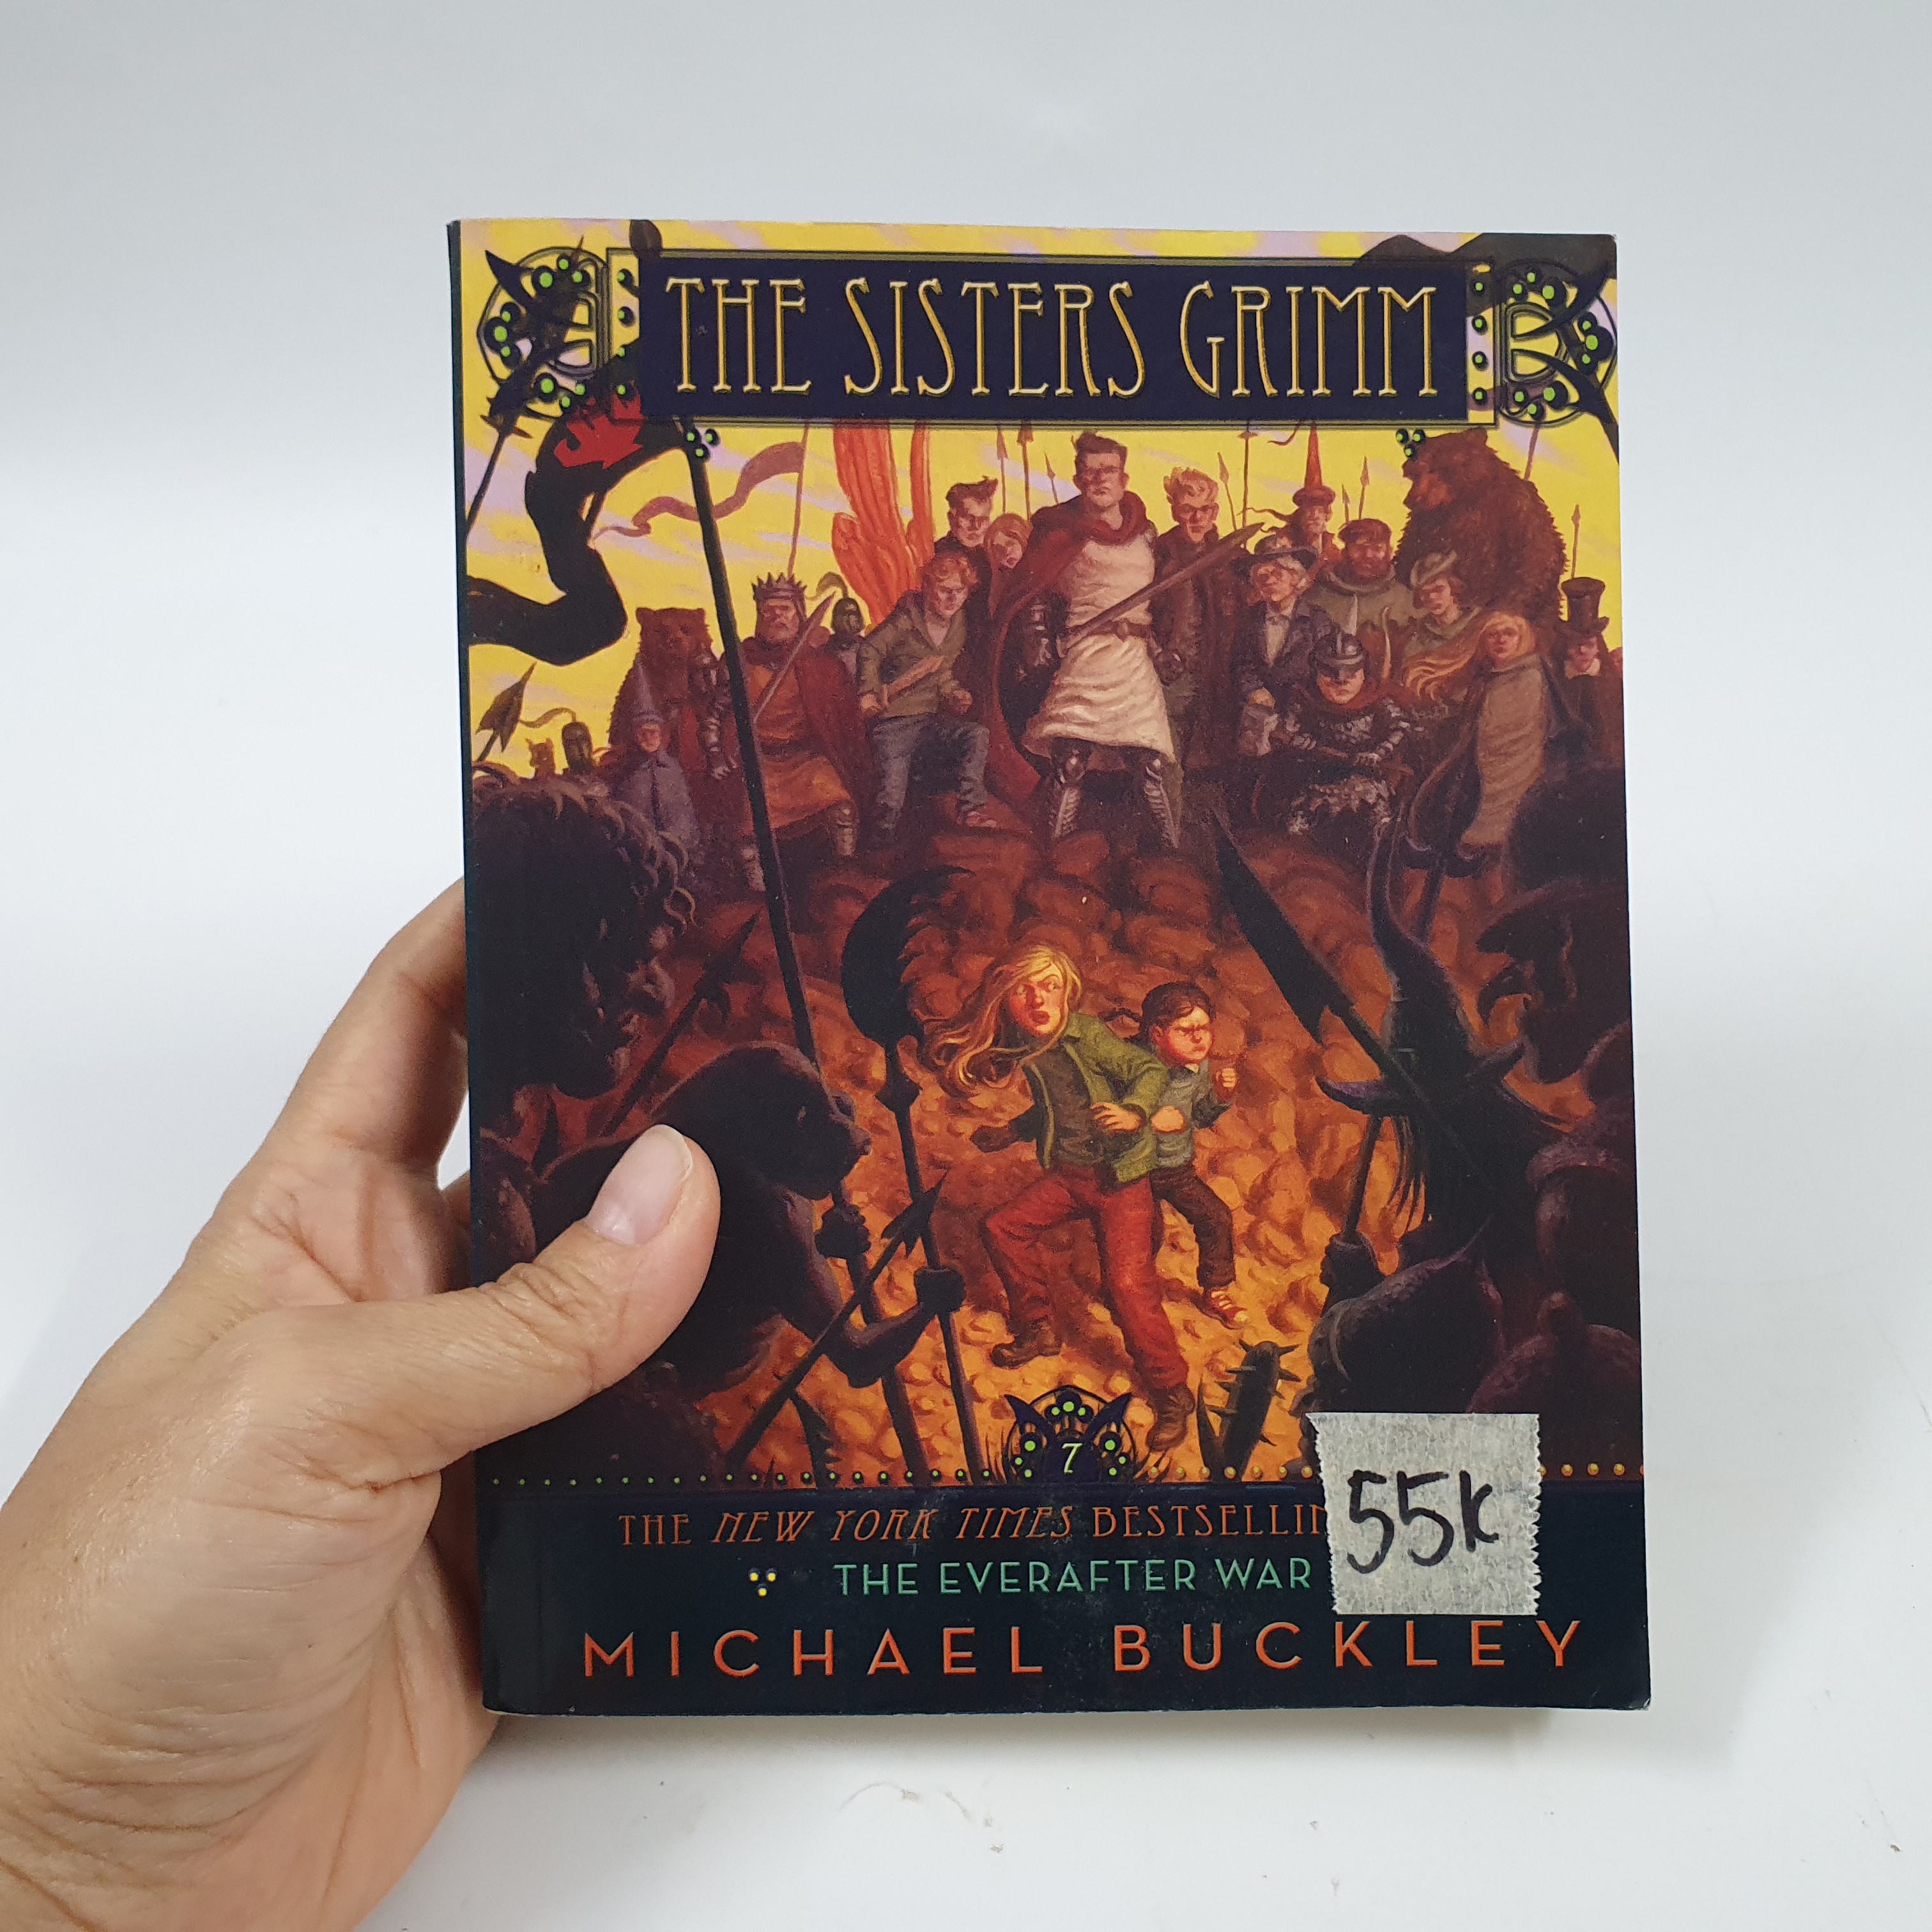 THE SISTERS GRIMM
7
THE NEW YORK TIMES BESTSELLIN
55k
THE EVERAFTER WAR
MICHAEL BUCKLEY